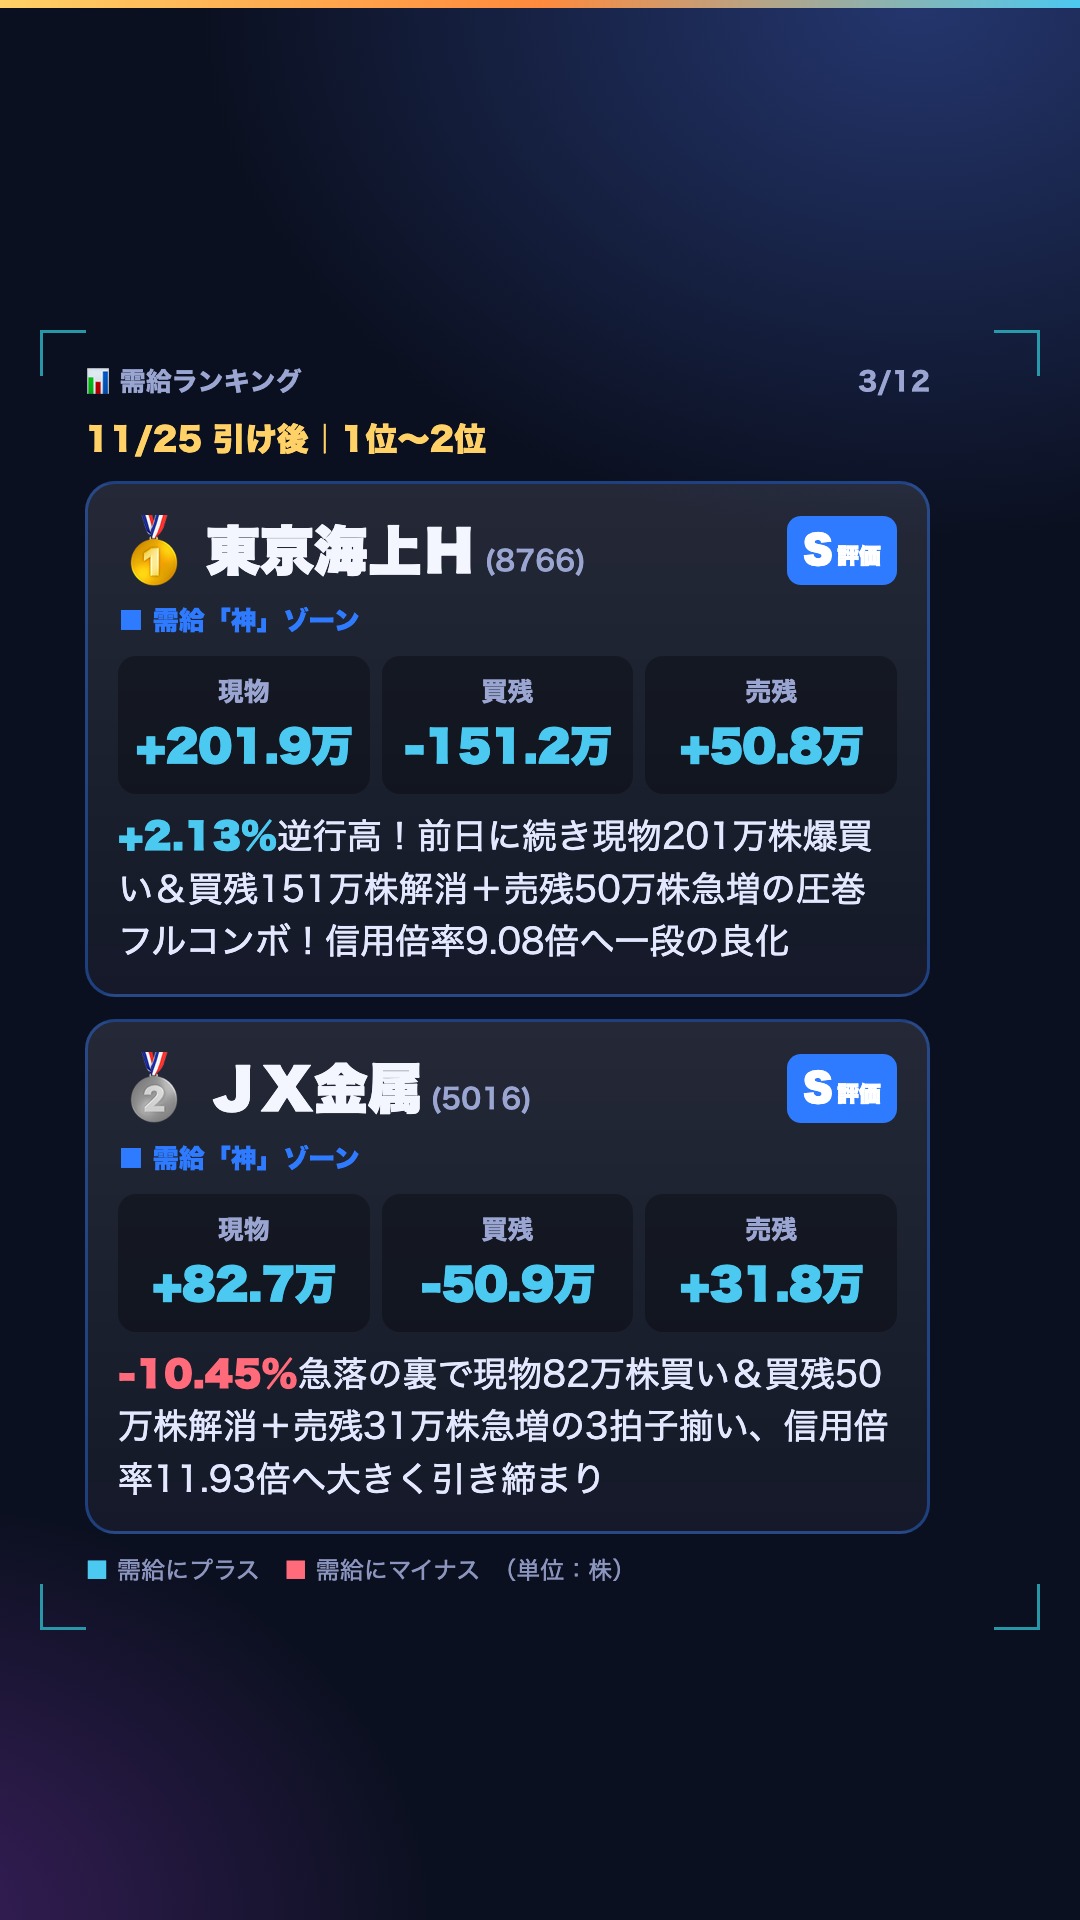 📊 需給ランキング 3/12
11/25 引け後｜1位〜2位
🥇 東京海上H (8766) S評価
■ 需給「神」ゾーン
現物 買残 売残
+201.9万 -151.2万 +50.8万
+2.13%逆行高！前日に続き現物201万株爆買
い＆買残151万株解消＋売残50万株急増の圧巻
フルコンボ！信用倍率9.08倍へ一段の良化
🥈 ＪＸ金属 (5016) S評価
■ 需給「神」ゾーン
現物 買残 売残
+82.7万 -50.9万 +31.8万
-10.45%急落の裏で現物82万株買い＆買残50
万株解消＋売残31万株急増の3拍子揃い、信用倍
率11.93倍へ大きく引き締まり
■ 需給にプラス ■ 需給にマイナス （単位：株）